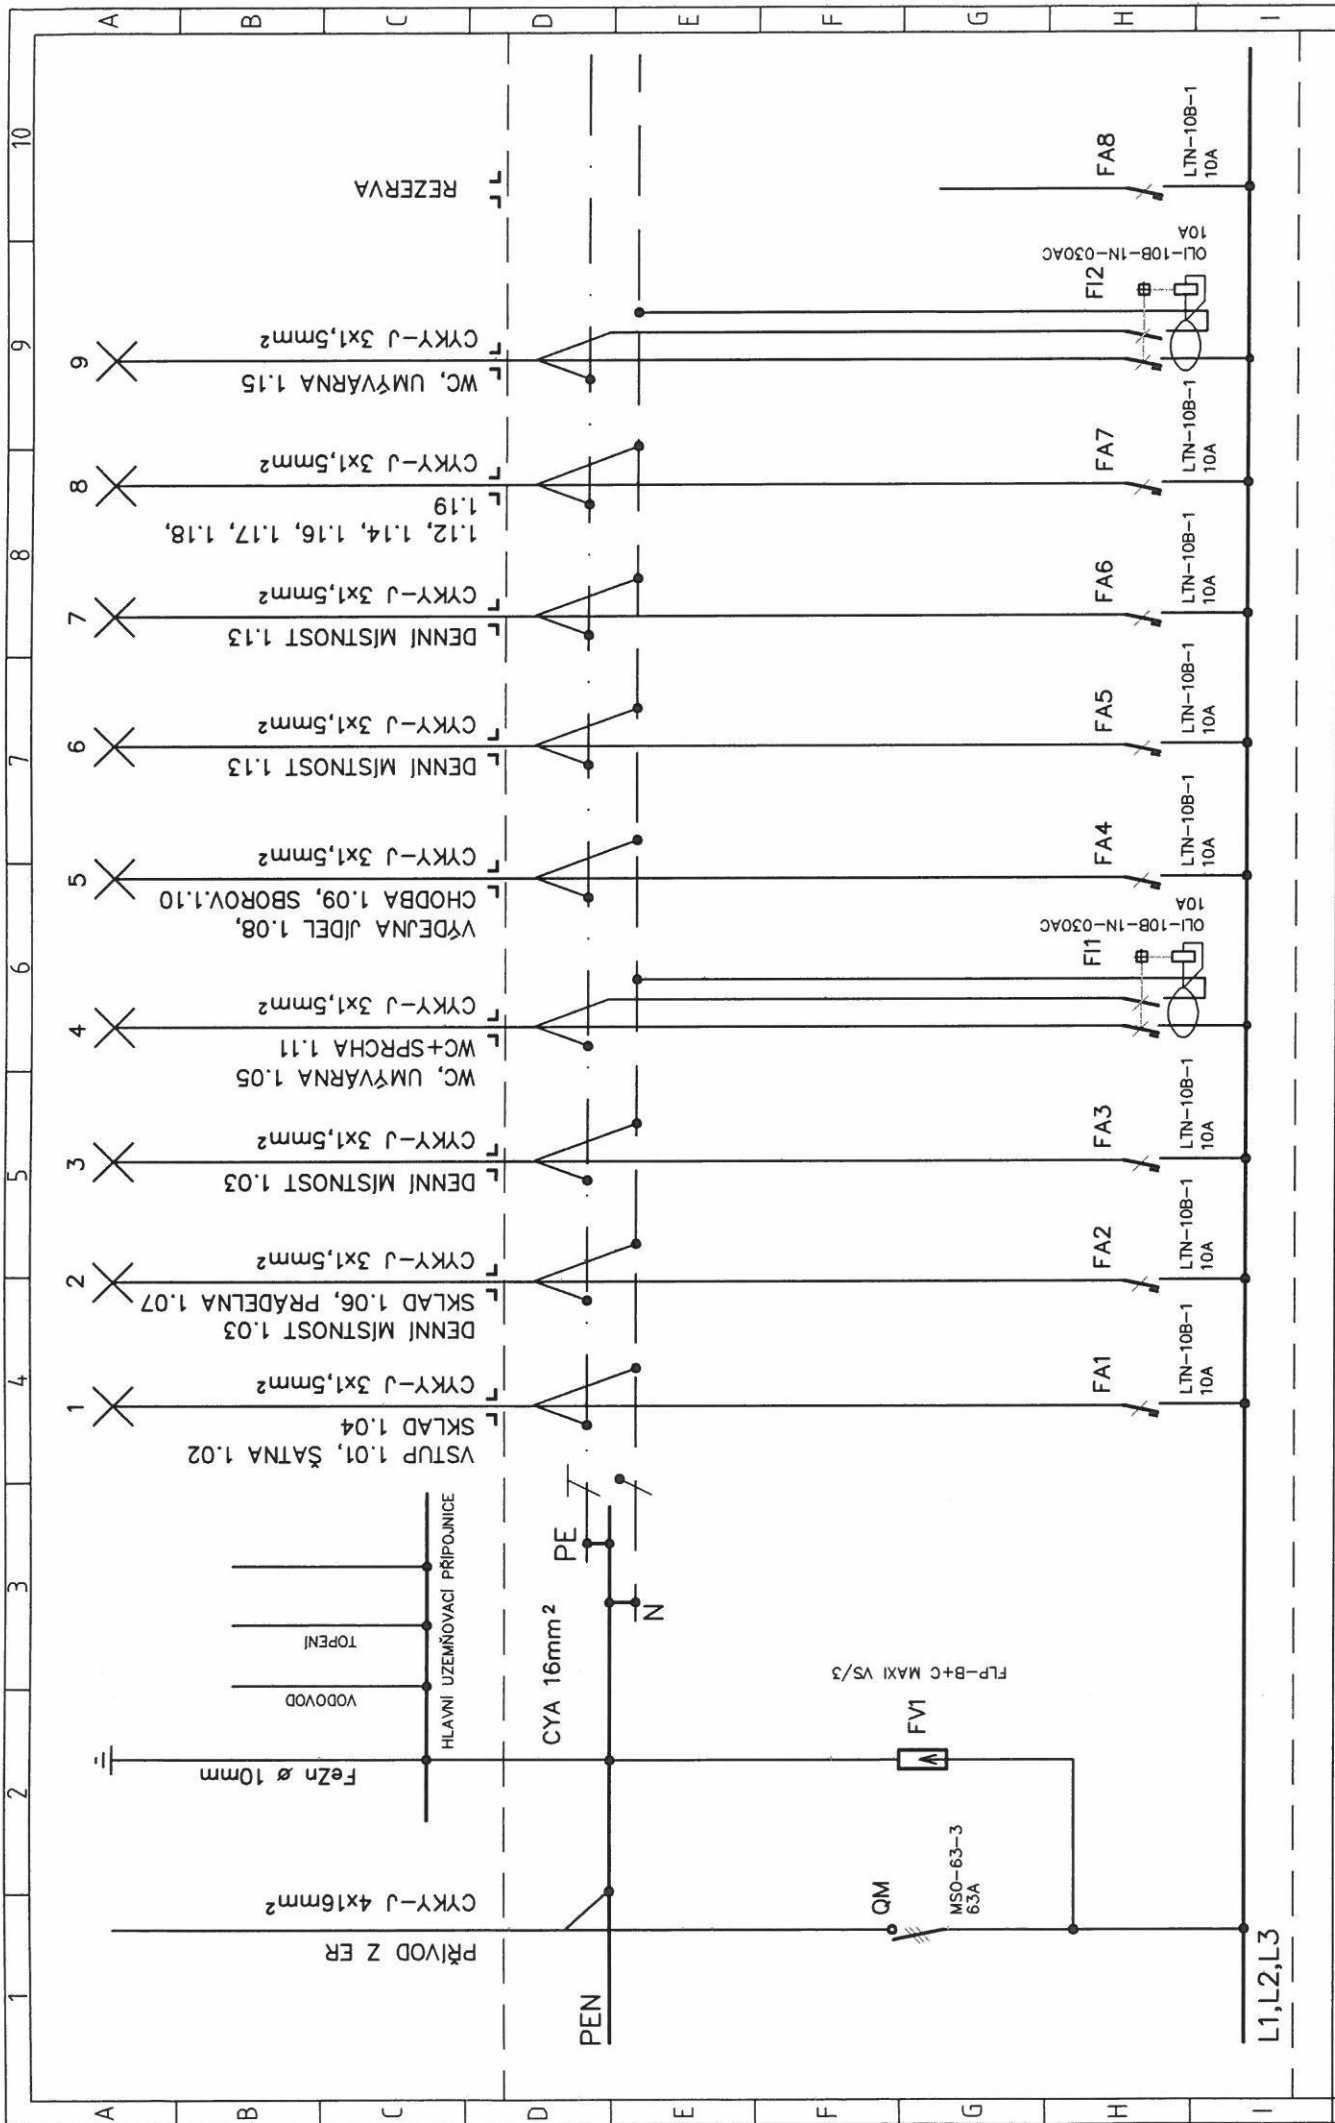 1
2
3
4
5
6
7
8
9
10
A
B
C
D
E
F
G
H
I
A
B
C
D
E
F
G
H
I
PŘÍVOD Z ER
CYKY-J 4x16mm²
PEN
QM
MSO-63-3
63A
L1,L2,L3
FeZn ø 10mm
VODOVOD
TOPENÍ
HLAVNÍ UZEMŇOVACÍ PŘÍPOJNICE
CYA 16mm²
PE
N
FV1
FLP-B+C MAXI VS/3
1
VSTUP 1.01, ŠATNA 1.02
SKLAD 1.04
CYKY-J 3x1,5mm²
FA1
LTN-10B-1
10A
2
DENNÍ MÍSTNOST 1.03
SKLAD 1.06, PRÁDELNA 1.07
CYKY-J 3x1,5mm²
FA2
LTN-10B-1
10A
3
DENNÍ MÍSTNOST 1.03
CYKY-J 3x1,5mm²
FA3
LTN-10B-1
10A
4
WC, UMÝVÁRNA 1.05
WC+SPRCHA 1.11
CYKY-J 3x1,5mm²
FI1
OLI-10B-1N-030AC
10A
5
VÝDEJNA JÍDEL 1.08,
CHODBA 1.09, SBOROV.1.10
CYKY-J 3x1,5mm²
FA4
LTN-10B-1
10A
6
DENNÍ MÍSTNOST 1.13
CYKY-J 3x1,5mm²
FA5
LTN-10B-1
10A
7
DENNÍ MÍSTNOST 1.13
CYKY-J 3x1,5mm²
FA6
LTN-10B-1
10A
8
1.12, 1.14, 1.16, 1.17, 1.18,
1.19
CYKY-J 3x1,5mm²
FA7
LTN-10B-1
10A
9
WC, UMÝVÁRNA 1.15
CYKY-J 3x1,5mm²
FI2
OLI-10B-1N-030AC
10A
REZERVA
FA8
LTN-10B-1
10A